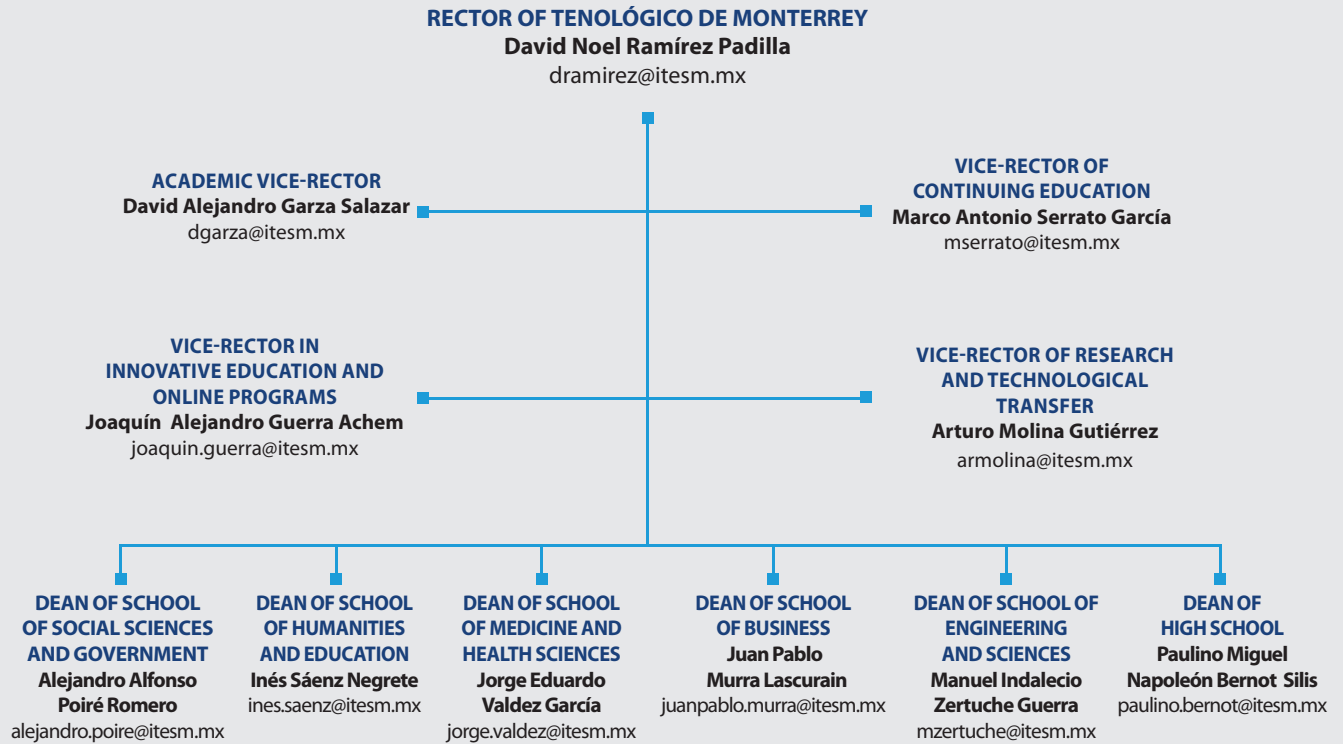 RECTOR OF TENOLÓGICO DE MONTERREY
David Noel Ramírez Padilla
dramirez@itesm.mx
ACADEMIC VICE-RECTOR
David Alejandro Garza Salazar
dgarza@itesm.mx
VICE-RECTOR OF
CONTINUING EDUCATION
Marco Antonio Serrato García
mserrato@itesm.mx
VICE-RECTOR IN
INNOVATIVE EDUCATION AND
ONLINE PROGRAMS
Joaquín Alejandro Guerra Achem
joaquin.guerra@itesm.mx
VICE-RECTOR OF RESEARCH
AND TECHNOLOGICAL
TRANSFER
Arturo Molina Gutiérrez
armolina@itesm.mx
DEAN OF SCHOOL
OF SOCIAL SCIENCES
AND GOVERNMENT
Alejandro Alfonso
Poiré Romero
alejandro.poire@itesm.mx
DEAN OF SCHOOL
OF HUMANITIES
AND EDUCATION
Inés Sáenz Negrete
ines.saenz@itesm.mx
DEAN OF SCHOOL
OF MEDICINE AND
HEALTH SCIENCES
Jorge Eduardo
Valdez García
jorge.valdez@itesm.mx
DEAN OF SCHOOL
OF BUSINESS
Juan Pablo
Murra Lascurain
juanpablo.murra@itesm.mx
DEAN OF SCHOOL OF
ENGINEERING
AND SCIENCES
Manuel Indalecio
Zertuche Guerra
mzertuche@itesm.mx
DEAN OF
HIGH SCHOOL
Paulino Miguel
Napoleón Bernot Silis
paulino.bernot@itesm.mx